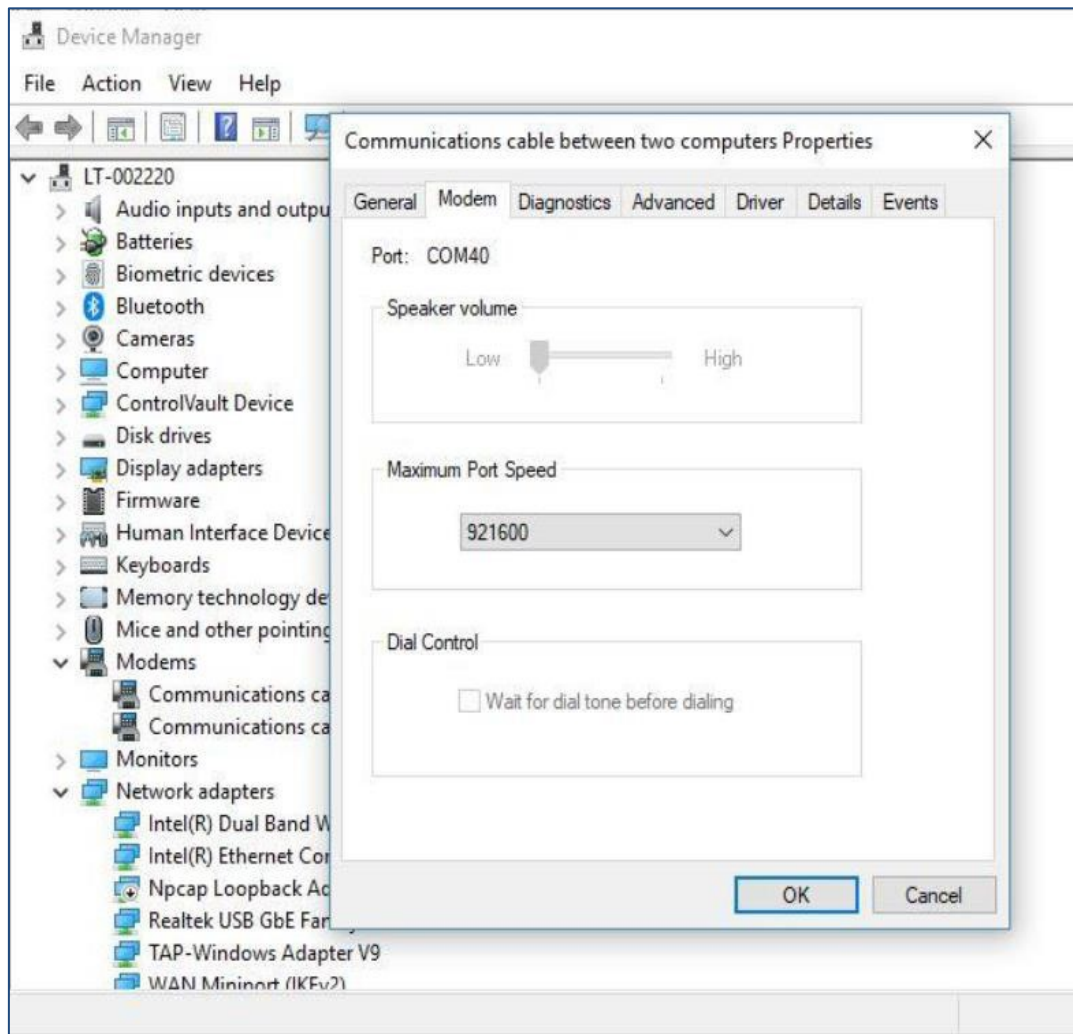 Device Manager
File Action View Help
LT-002220
Audio inputs and outpu
Batteries
Biometric devices
Bluetooth
Cameras
Computer
ControlVault Device
Disk drives
Display adapters
Firmware
Human Interface Device
Keyboards
Memory technology de
Mice and other pointing
Modems
Communications ca
Communications ca
Monitors
Network adapters
Intel(R) Dual Band W
Intel(R) Ethernet Cor
Npcap Loopback Ad
Realtek USB GbE Fam
TAP-Windows Adapter V9
WAN Miniport (IKEv2)
Communications cable between two computers Properties
General Modem Diagnostics Advanced Driver Details Events
Port: COM40
Speaker volume
Low High
Maximum Port Speed
921600
Dial Control
Wait for dial tone before dialing
OK Cancel